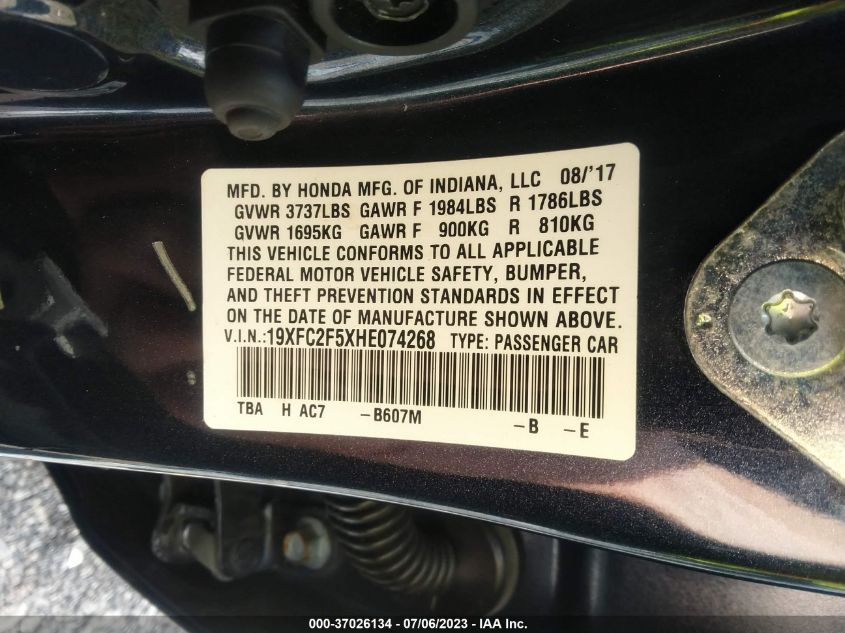 MFD. BY HONDA MFG. OF INDIANA, LLC 08/'17
GVWR 3737LBS GAWR F 1984LBS R 1786LBS
GVWR 1695KG GAWR F 900KG R 810KG
THIS VEHICLE CONFORMS TO ALL APPLICABLE
FEDERAL MOTOR VEHICLE SAFETY, BUMPER,
AND THEFT PREVENTION STANDARDS IN EFFECT
ON THE DATE OF MANUFACTURE SHOWN ABOVE.
V.I.N.:19XFC2F5XHE074268 TYPE: PASSENGER CAR
TBA H AC7 -B607M -B -E
000-37026134 - 07/06/2023 - IAA Inc.